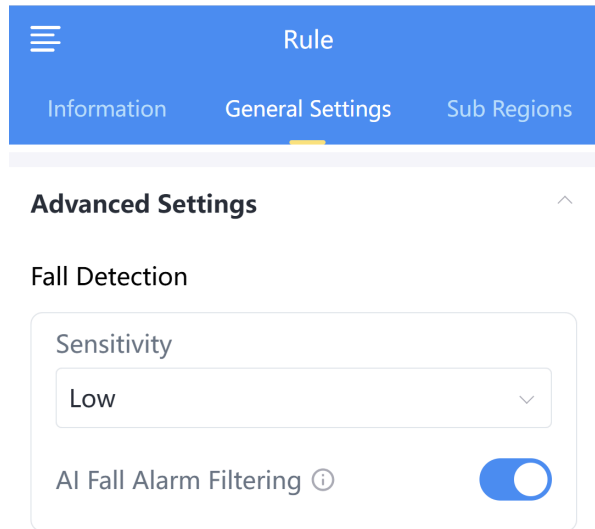 Rule
Information General Settings Sub Regions
Advanced Settings
Fall Detection
Sensitivity
Low
AI Fall Alarm Filtering